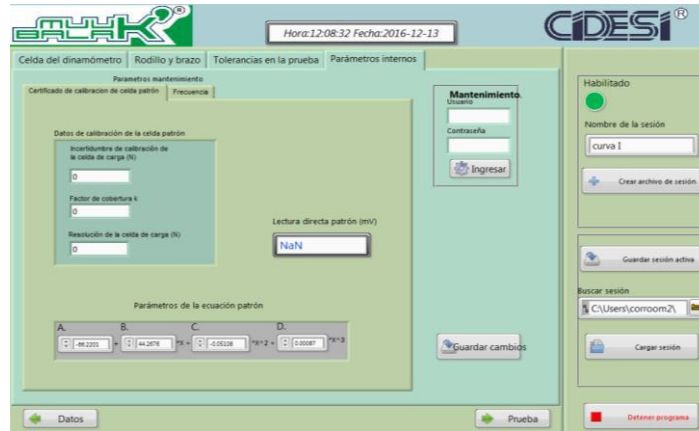 Hora:12:08:32 Fecha:2016-12-13
CIDESI®
Celda del dinamómetro
Rodillo y brazo
Tolerancias en la prueba
Parámetros internos
Parametros mantenimiento
Certificado de calibracion de celda patrón
Frecuencia
Datos de calibración de la celda patrón
Incertidumbre de calibración de
la celda de carga (N)
0
Factor de cobertura k
0
Resolución de la celda de carga (N)
0
Lectura directa patrón (mV)
NaN
Parámetros de la ecuación patrón
A.
B.
C.
D.
-66.2201 + 44.2676 *X + -0.05106 *X^2 + 0.00087 *X^3
Mantenimiento.
Usuario
Contraseña
Ingresar
Guardar cambios
Datos
Prueba
Habilitado
Nombre de la sesión
curva I
Crear archivo de sesión
Guardar sesión activa
Buscar sesión
C:\Users\corroom2\
Cargar sesión
Detener programa